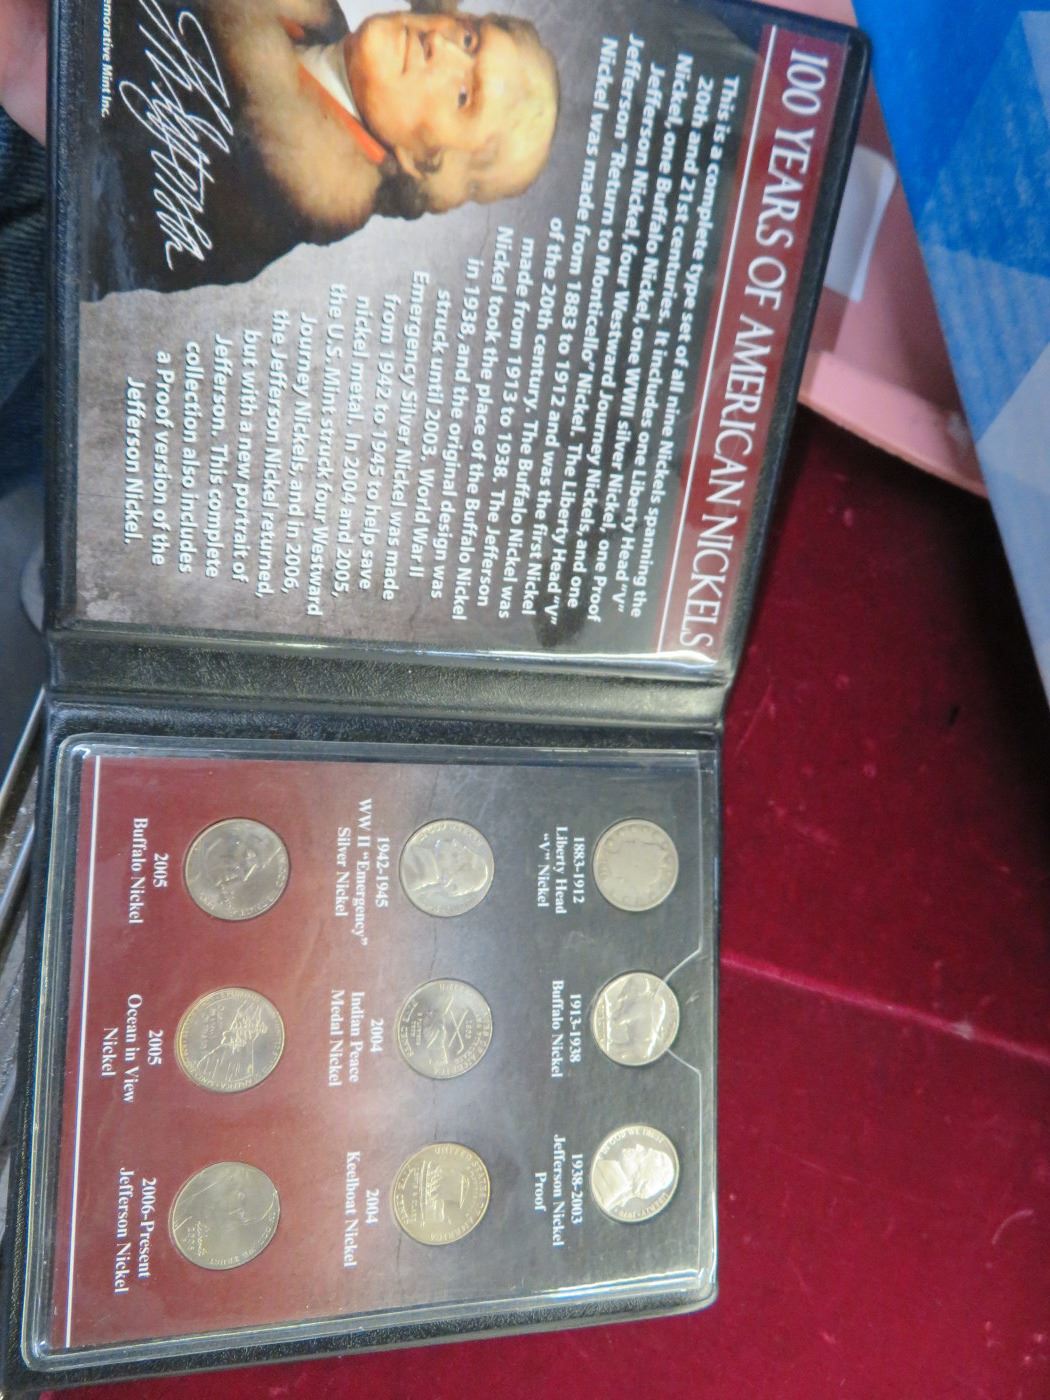 100 YEARS OF AMERICAN NICKELS
This is a complete type set of all nine Nickels spanning the
20th and 21st centuries. It includes one Liberty Head "V"
Nickel, one Buffalo Nickel, one WWII silver Nickel, one Proof
Jefferson Nickel, four Westward Journey Nickels, and one
Jefferson "Return to Monticello" Nickel. The Liberty Head "V"
Nickel was made from 1883 to 1912 and was the first Nickel
of the 20th century. The Buffalo Nickel was
made from 1913 to 1938. The Jefferson
Nickel took the place of the Buffalo Nickel
in 1938, and the original design was
struck until 2003. World War II
Emergency Silver Nickel was made
from 1942 to 1945 to help save
nickel metal. In 2004 and 2005,
the U.S. Mint struck four Westward
Journey Nickels, and in 2006,
the Jefferson Nickel returned,
but with a new portrait of
Jefferson. This complete
collection also includes
a Proof version of the
Jefferson Nickel.
Th Jefferson
emorative Mint Inc.
1883-1912
Liberty Head
"V" Nickel
1913-1938
Buffalo Nickel
1938-2003
Jefferson Nickel
Proof
1942-1945
WW II "Emergency"
Silver Nickel
2004
Indian Peace
Medal Nickel
2004
Keelboat Nickel
2005
Buffalo Nickel
2005
Ocean in View
Nickel
2006-Present
Jefferson Nickel